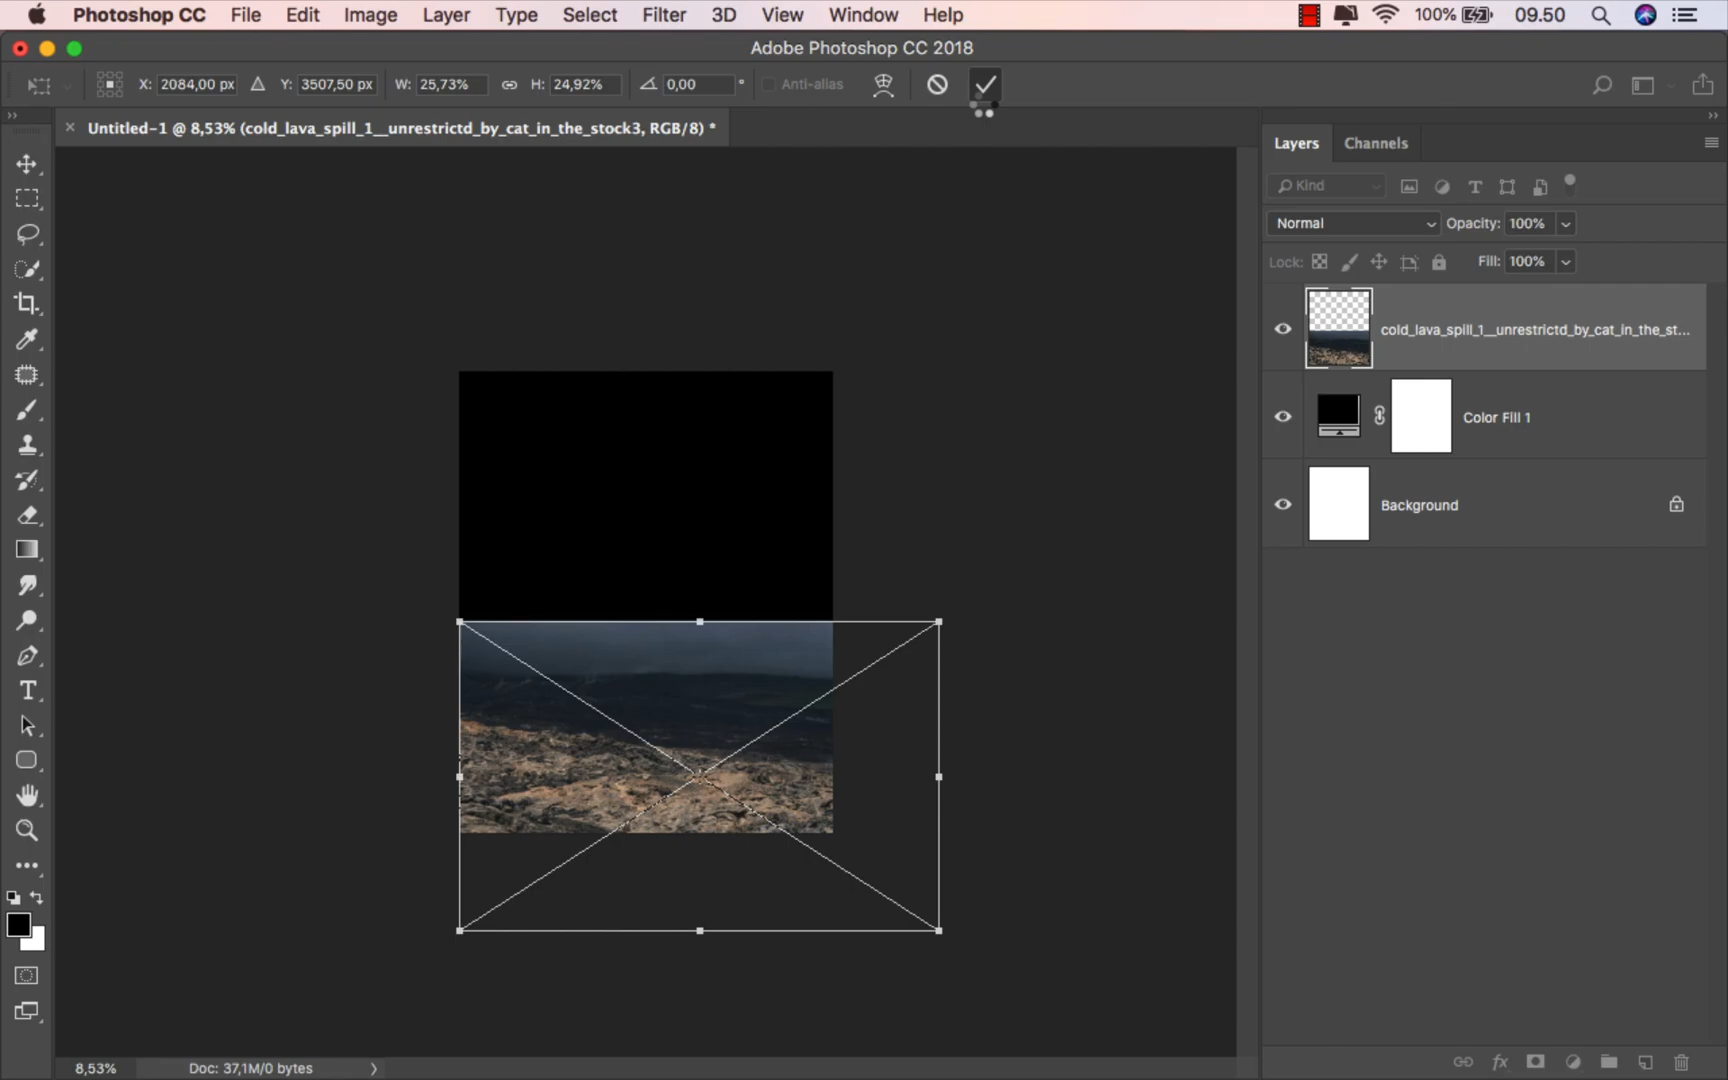 Photoshop CC File Edit Image Layer Type Select Filter 3D View Window Help 100% 09.50
Adobe Photoshop CC 2018
X: 2084,00 px Y: 3507,50 px W: 25,73% H: 24,92% 0,00 ° Anti-alias
Untitled-1 @ 8,53% (cold_lava_spill_1__unrestrictd_by_cat_in_the_stock3, RGB/8) *
Layers Channels
Kind
Normal Opacity: 100%
Lock: Fill: 100%
cold_lava_spill_1__unrestrictd_by_cat_in_the_st...
Color Fill 1
Background
8,53% Doc: 37,1M/0 bytes